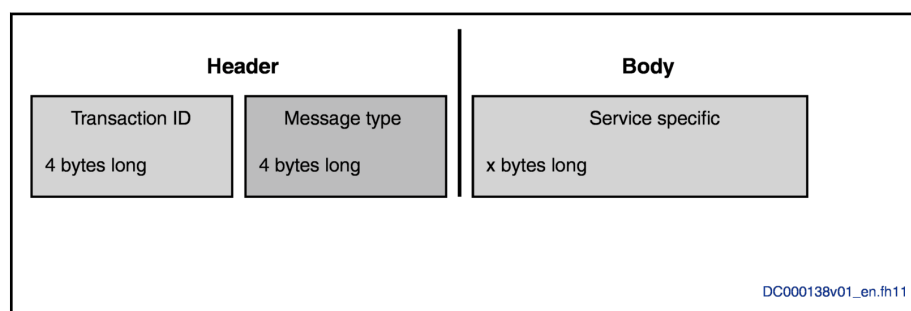 Header
Body
Transaction ID
Message type
Service specific
4 bytes long
4 bytes long
x bytes long
DC000138v01_en.fh11